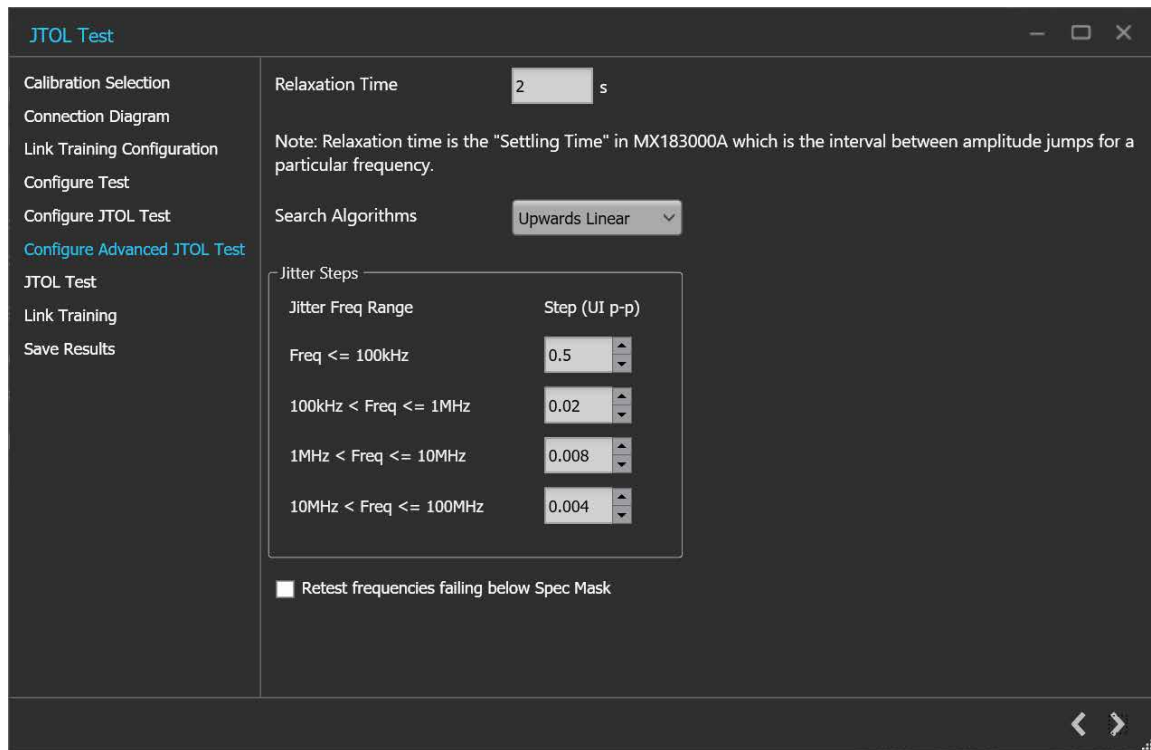 JTOL Test
Calibration Selection
Connection Diagram
Link Training Configuration
Configure Test
Configure JTOL Test
Configure Advanced JTOL Test
JTOL Test
Link Training
Save Results
Relaxation Time 2 s
Note: Relaxation time is the "Settling Time" in MX183000A which is the interval between amplitude jumps for a
particular frequency.
Search Algorithms Upwards Linear
Jitter Steps
Jitter Freq Range Step (UI p-p)
Freq <= 100kHz 0.5
100kHz < Freq <= 1MHz 0.02
1MHz < Freq <= 10MHz 0.008
10MHz < Freq <= 100MHz 0.004
Retest frequencies failing below Spec Mask